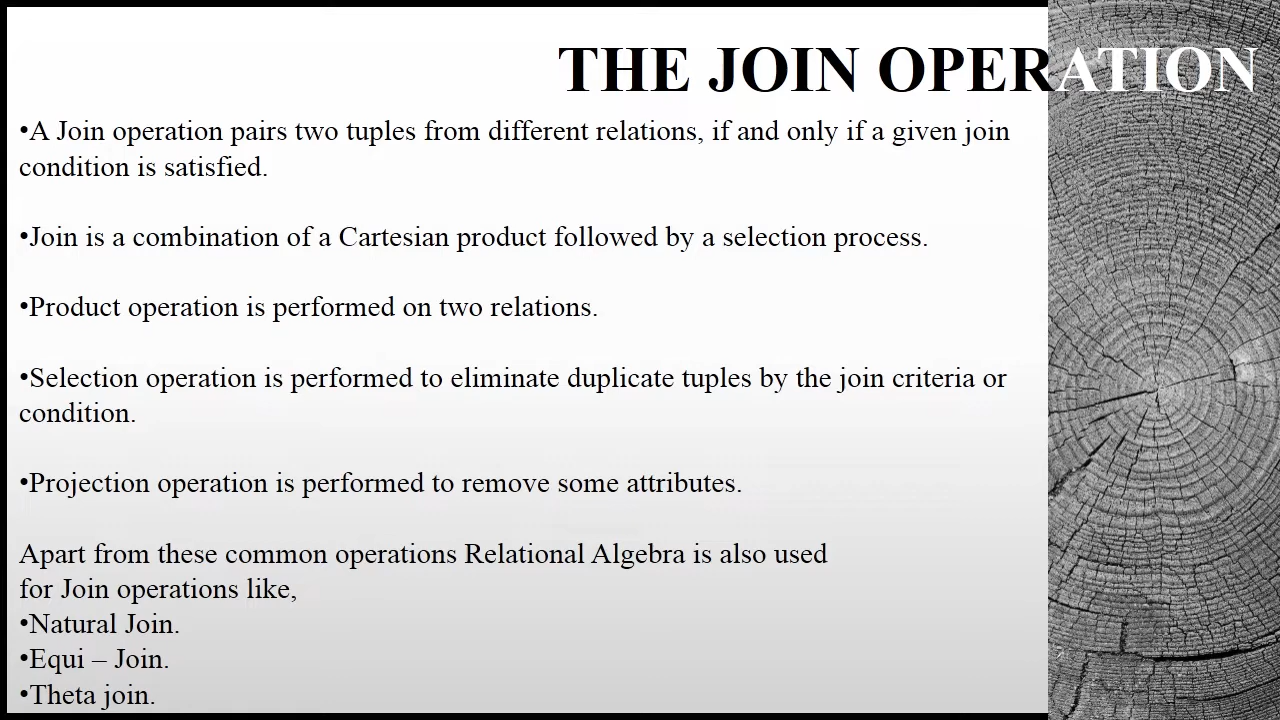 THE JOIN OPERATION
•A Join operation pairs two tuples from different relations, if and only if a given join
condition is satisfied.
•Join is a combination of a Cartesian product followed by a selection process.
•Product operation is performed on two relations.
•Selection operation is performed to eliminate duplicate tuples by the join criteria or
condition.
•Projection operation is performed to remove some attributes.
Apart from these common operations Relational Algebra is also used
for Join operations like,
•Natural Join.
•Equi – Join.
•Theta join.